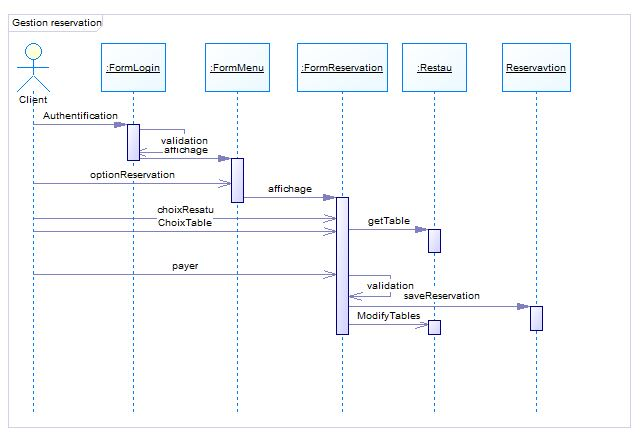 Gestion reservation
:FormLogin
:FormMenu
:FormReservation
:Restau
Reservavtion
Client
Authentification
validation
affichage
optionReservation
affichage
choixResatu
ChoixTable
getTable
payer
validation
saveReservation
ModifyTables